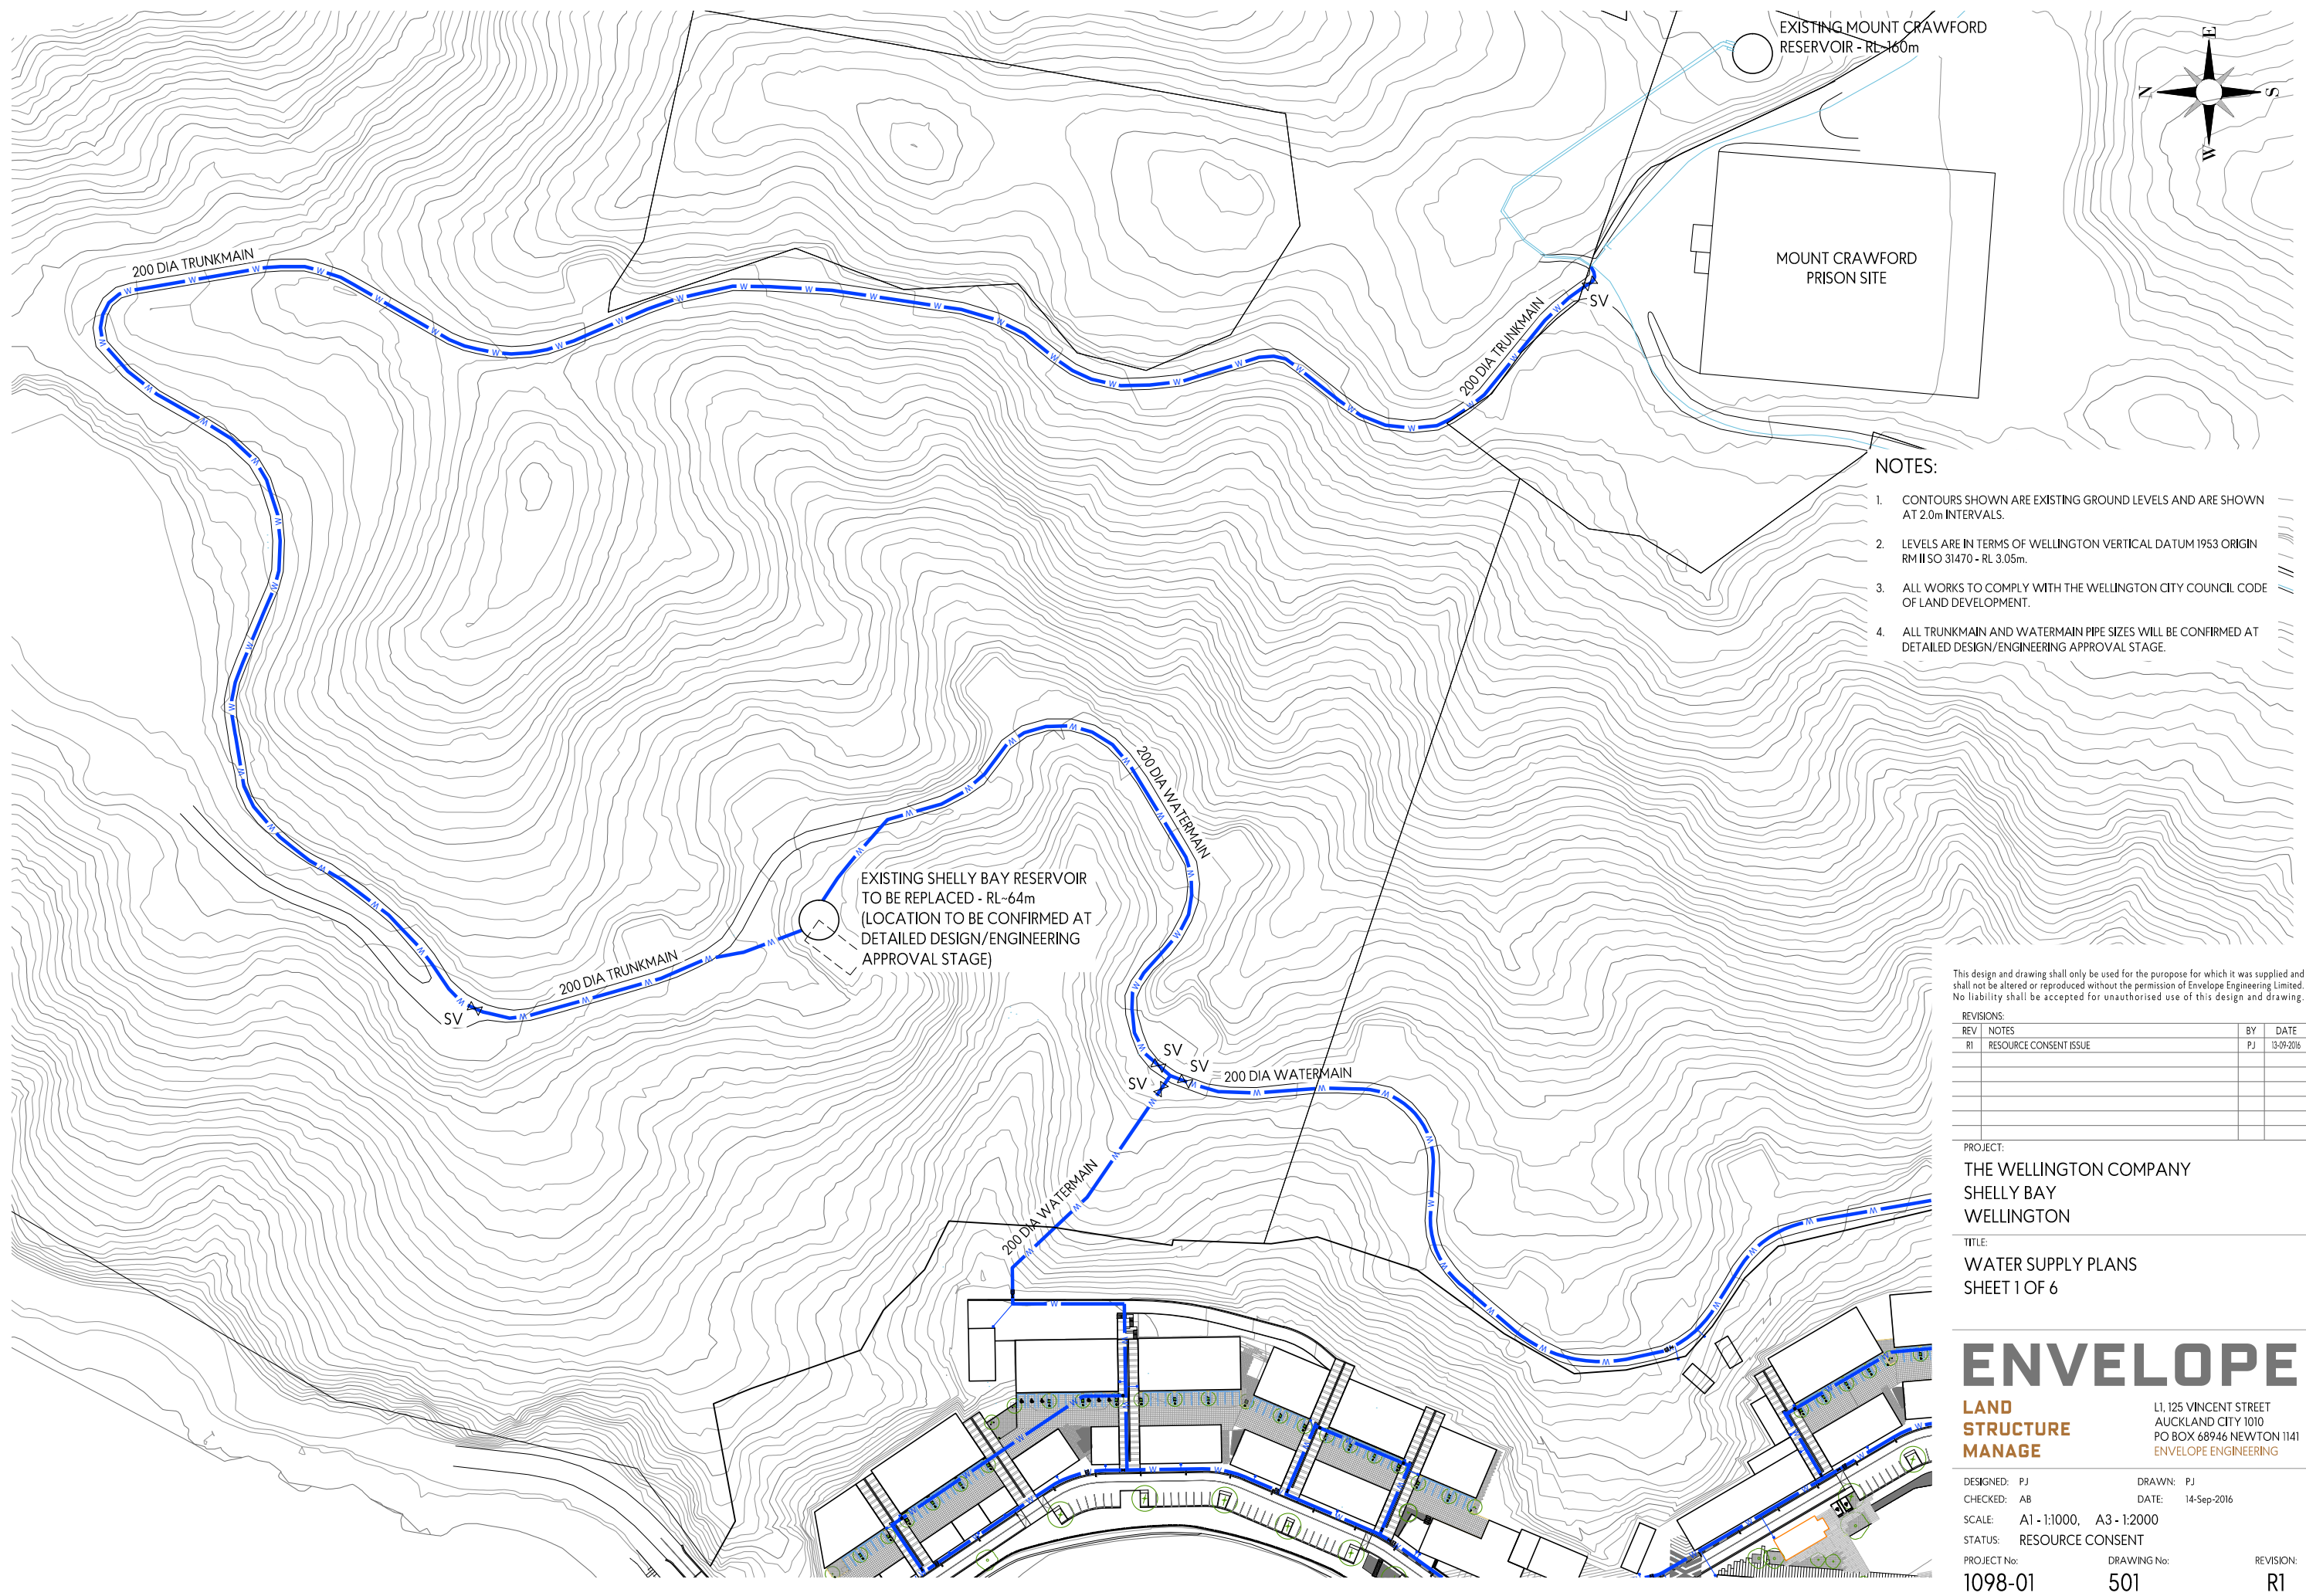 EXISTING MOUNT CRAWFORD
RESERVOIR - RL~160m
E
N
S
W
200 DIA TRUNKMAIN
MOUNT CRAWFORD
PRISON SITE
SV
200 DIA TRUNKMAIN
NOTES:
1. CONTOURS SHOWN ARE EXISTING GROUND LEVELS AND ARE SHOWN
AT 2.0m INTERVALS.
2. LEVELS ARE IN TERMS OF WELLINGTON VERTICAL DATUM 1953 ORIGIN
RM II SO 31470 - RL 3.05m.
3. ALL WORKS TO COMPLY WITH THE WELLINGTON CITY COUNCIL CODE
OF LAND DEVELOPMENT.
4. ALL TRUNKMAIN AND WATERMAIN PIPE SIZES WILL BE CONFIRMED AT
DETAILED DESIGN/ENGINEERING APPROVAL STAGE.
200 DIA WATERMAIN
EXISTING SHELLY BAY RESERVOIR
TO BE REPLACED - RL~64m
(LOCATION TO BE CONFIRMED AT
DETAILED DESIGN/ENGINEERING
APPROVAL STAGE)
200 DIA TRUNKMAIN
SV
SV
SV
SV
200 DIA WATERMAIN
200 DIA WATERMAIN
This design and drawing shall only be used for the puropose for which it was supplied and
shall not be altered or reproduced without the permission of Envelope Engineering Limited.
No liability shall be accepted for unauthorised use of this design and drawing.
REVISIONS:
REV NOTES BY DATE
R1 RESOURCE CONSENT ISSUE PJ 13-09-2016
PROJECT:
THE WELLINGTON COMPANY
SHELLY BAY
WELLINGTON
TITLE:
WATER SUPPLY PLANS
SHEET 1 OF 6
ENVELOPE
LAND
STRUCTURE
MANAGE
L1, 125 VINCENT STREET
AUCKLAND CITY 1010
PO BOX 68946 NEWTON 1141
ENVELOPE ENGINEERING
DESIGNED: PJ DRAWN: PJ
CHECKED: AB DATE: 14-Sep-2016
SCALE: A1 - 1:1000, A3 - 1:2000
STATUS: RESOURCE CONSENT
PROJECT No: DRAWING No: REVISION:
1098-01 501 R1